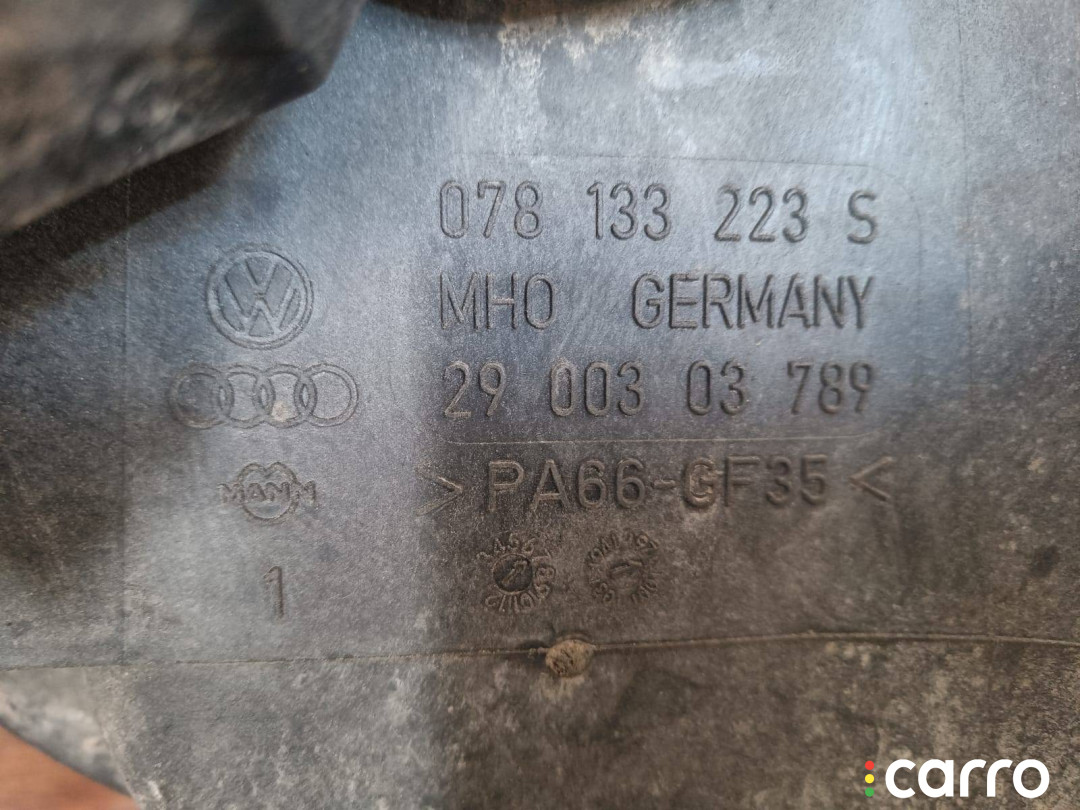 078 133 223 S
MHO GERMANY
29 003 03 789
>PA66-GF35<
MANN
1
carro